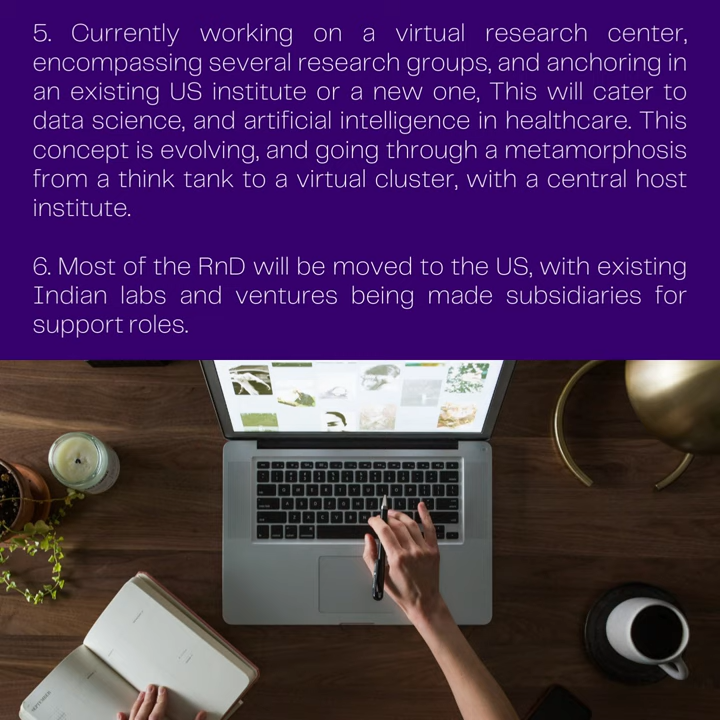 5. Currently working on a virtual research center,
encompassing several research groups, and anchoring in
an existing US institute or a new one, This will cater to
data science, and artificial intelligence in healthcare. This
concept is evolving, and going through a metamorphosis
from a think tank to a virtual cluster, with a central host
institute.
6. Most of the RnD will be moved to the US, with existing
Indian labs and ventures being made subsidiaries for
support roles.